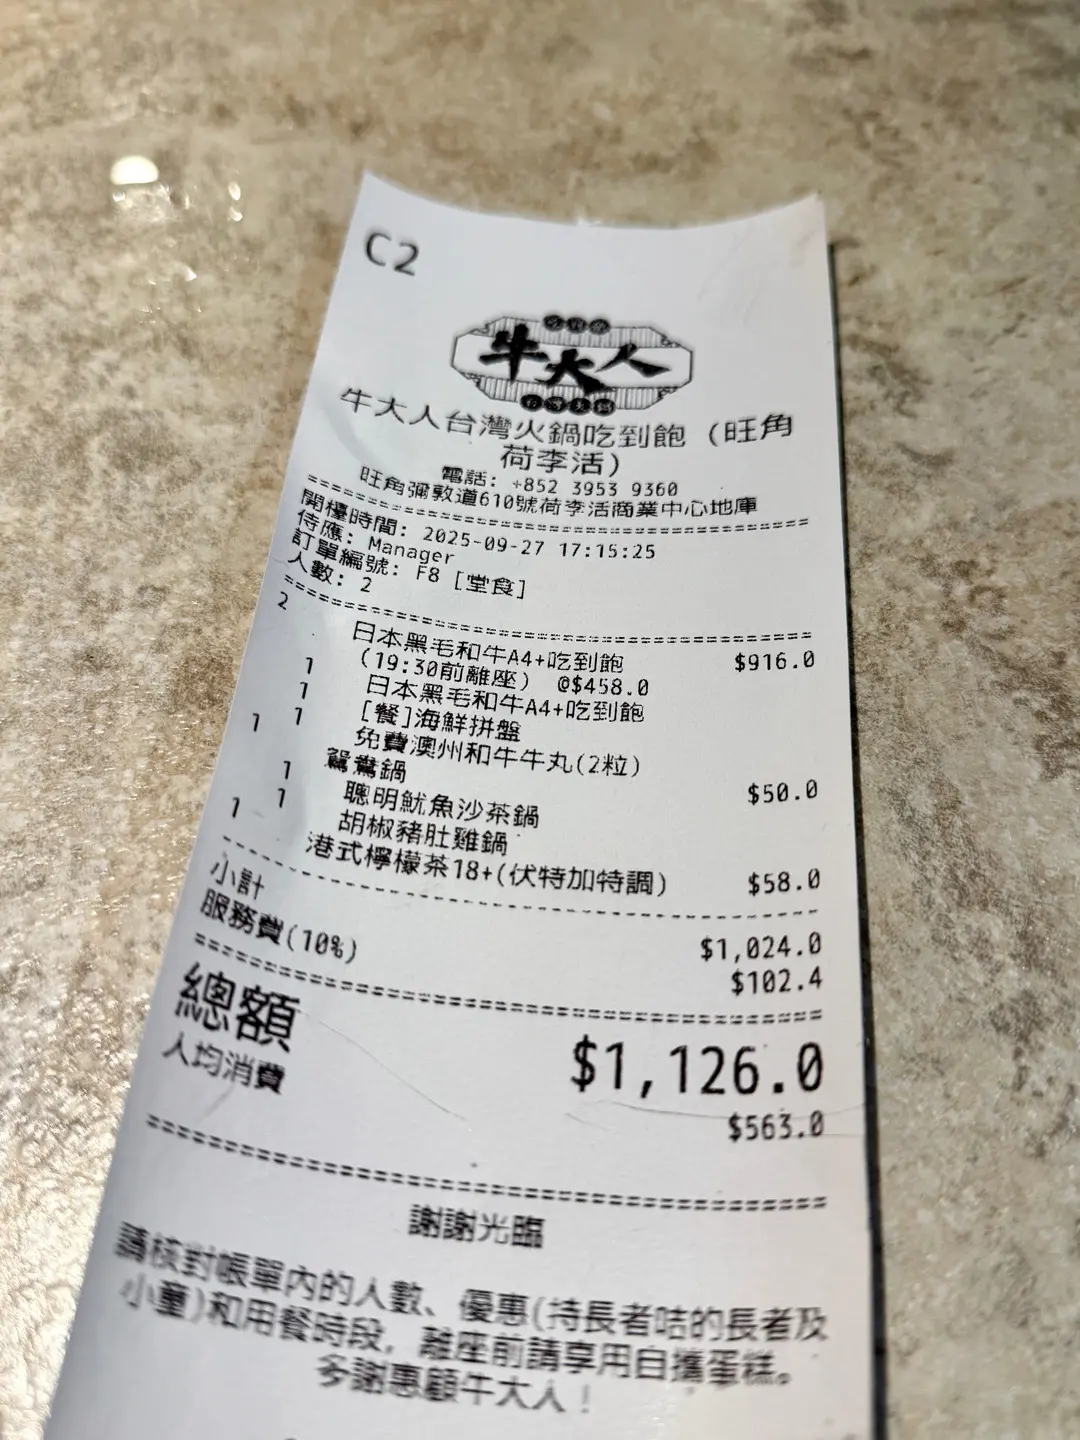 C2
吃到飽
牛大人
台灣火鍋
牛大人台灣火鍋吃到飽 (旺角
荷李活)
電話: +852 3953 9360
旺角彌敦道610號荷李活商業中心地庫
開檯時間: 2025-09-27 17:15:25
侍應: Manager
訂單編號: F8 [堂食]
人數: 2
2 日本黑毛和牛A4+吃到飽 $916.0
(19:30前離座) @$458.0
1 日本黑毛和牛A4+吃到飽
1 [餐]海鮮拼盤
1 免費澳州和牛牛丸(2粒)
1 鴛鴦鍋 $50.0
1 聰明魷魚沙茶鍋
1 胡椒豬肚雞鍋
1 港式檸檬茶18+(伏特加特調) $58.0
小計 $1,024.0
服務費(10%) $102.4
總額 $1,126.0
人均消費 $563.0
謝謝光臨
請核對帳單內的人數、優惠(持長者咭的長者及
小童)和用餐時段, 離座前請享用自攜蛋糕。
多謝惠顧牛大人!